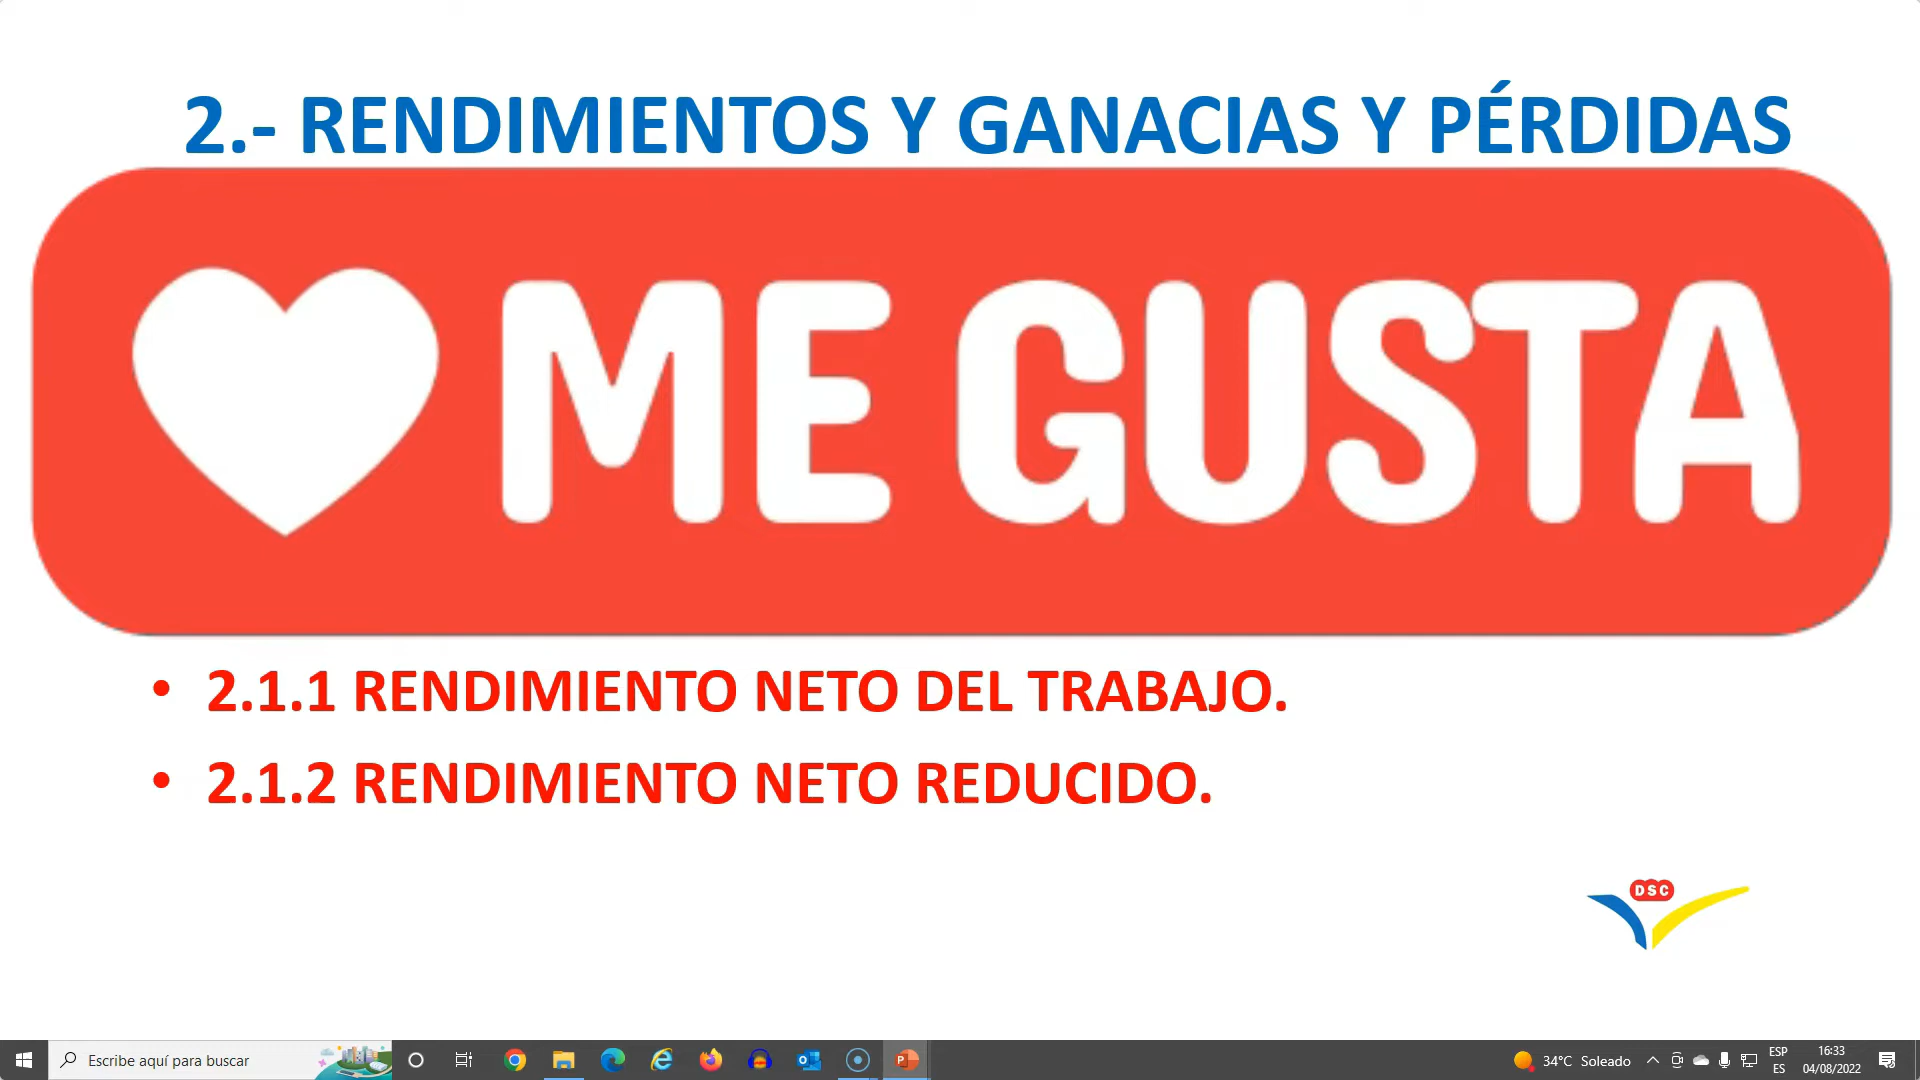 2.- RENDIMIENTOS Y GANACIAS Y PÉRDIDAS
ME GUSTA
• 2.1.1 RENDIMIENTO NETO DEL TRABAJO.
• 2.1.2 RENDIMIENTO NETO REDUCIDO.
DSC
Escribe aquí para buscar
34°C Soleado
ESP
ES
16:33
04/08/2022